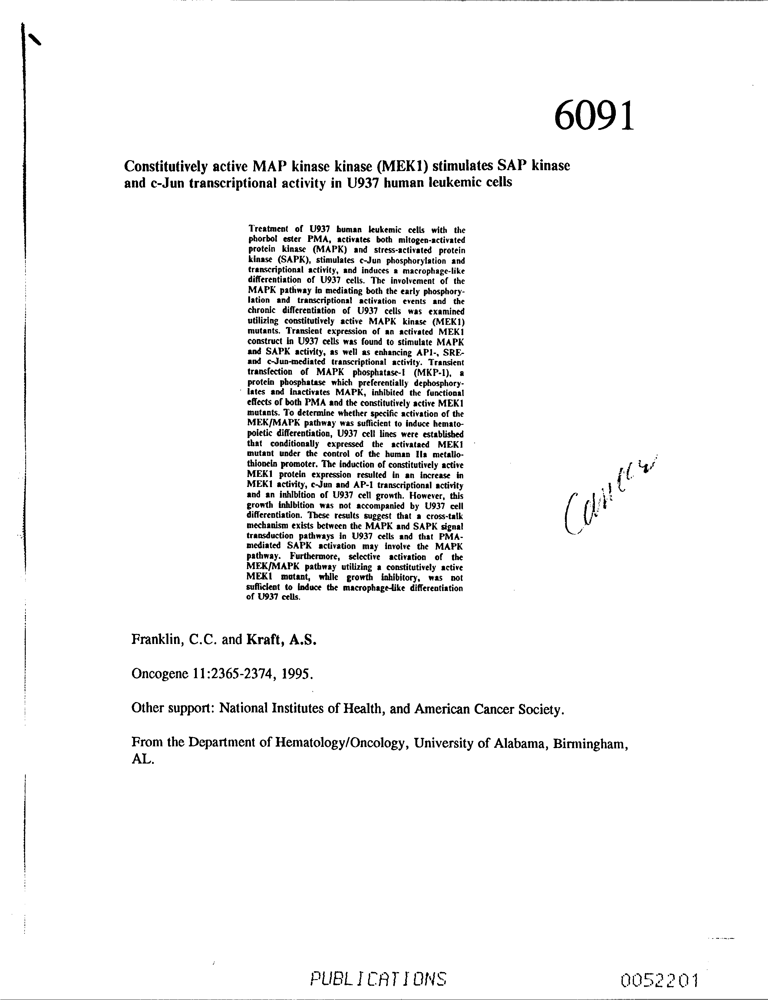 6091
Constitutively active MAP kinase kinase (MEK1) stimulates SAP kinase
and c-Jun transcriptional activity in U937 human leukemic cells
Treatment of U937 human leukemic cells with the
phorbol ester PMA, activates both mitogen-activated
protein kinase (MAPK) and stress-activated protein
kinase (SAPK), stimulates c-Jun phosphorylation and
transcriptional activity, and induces a macrophage-like
differentiation of U937 cells. The involvement of the
MAPK pathway in mediating both the early phosphory-
lation and transcriptional activation events and the
chronic differentiation of U937 cells was examined
utilizing constitutively active MAPK kinase (MEK1)
mutants. Transient expression of an activated MEK1
construct in U937 cells was found to stimulate MAPK
and SAPK activity, as well as enhancing AP1-, SRE-
and c-Jun-mediated transcriptional activity. Transient
transfection of MAPK phosphatase-1 (MKP-1), a
protein phosphatase which preferentially dephosphory-
lates and inactivates MAPK, inhibited the functional
effects of both PMA and the constitutively active MEK1
mutants. To determine whether specific activation of the
MEK/MAPK pathway was sufficient to induce hemato-
poietic differentiation, U937 cell lines were established
that conditionally expressed the activataed MEK1
mutant under the control of the human IIa metallo-
thionein promoter. The induction of constitutively active
MEK1 protein expression resulted in an increase in
MEK1 activity, c-Jun and AP-1 transcriptional activity
and an inhibition of U937 cell growth. However, this
growth inhibition was not accompanied by U937 cell
differentiation. These results suggest that a cross-talk
mechanism exists between the MAPK and SAPK signal
transduction pathways in U937 cells and that PMA-
mediated SAPK activation may involve the MAPK
pathway. Furthermore, selective activation of the
MEK/MAPK pathway utilizing a constitutively active
MEK1 mutant, while growth inhibitory, was not
sufficient to induce the macrophage-like differentiation
of U937 cells.
Cancer
Franklin, C.C. and Kraft, A.S.
Oncogene 11:2365-2374, 1995.
Other support: National Institutes of Health, and American Cancer Society.
From the Department of Hematology/Oncology, University of Alabama, Birmingham,
AL.
PUBLICATIONS
0052201